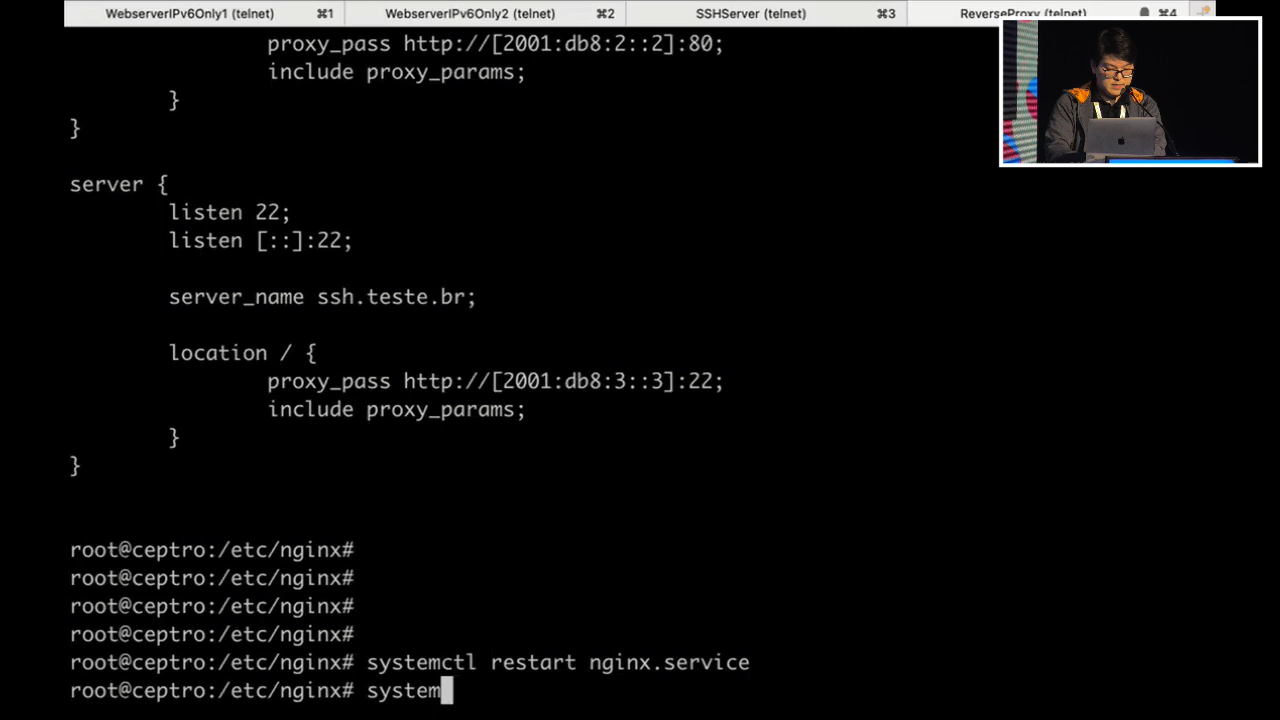 WebserverIPv6Only1 (telnet) ⌘1 WebserverIPv6Only2 (telnet) ⌘2 SSHServer (telnet) ⌘3 ReverseProxy (telnet) ⌘4
proxy_pass http://[2001:db8:2::2]:80;
include proxy_params;
}
}
server {
listen 22;
listen [::]:22;
server_name ssh.teste.br;
location / {
proxy_pass http://[2001:db8:3::3]:22;
include proxy_params;
}
}
root@ceptro:/etc/nginx#
root@ceptro:/etc/nginx#
root@ceptro:/etc/nginx#
root@ceptro:/etc/nginx#
root@ceptro:/etc/nginx# systemctl restart nginx.service
root@ceptro:/etc/nginx# system